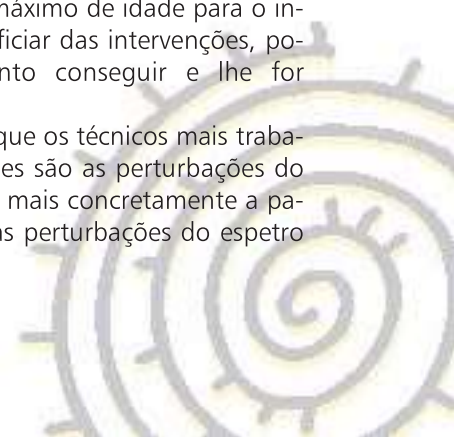 máximo de idade para o in-
ficiar das intervenções, po-
nto conseguir e lhe for
que os técnicos mais traba-
es são as perturbações do
mais concretamente a pa-
as perturbações do espetro